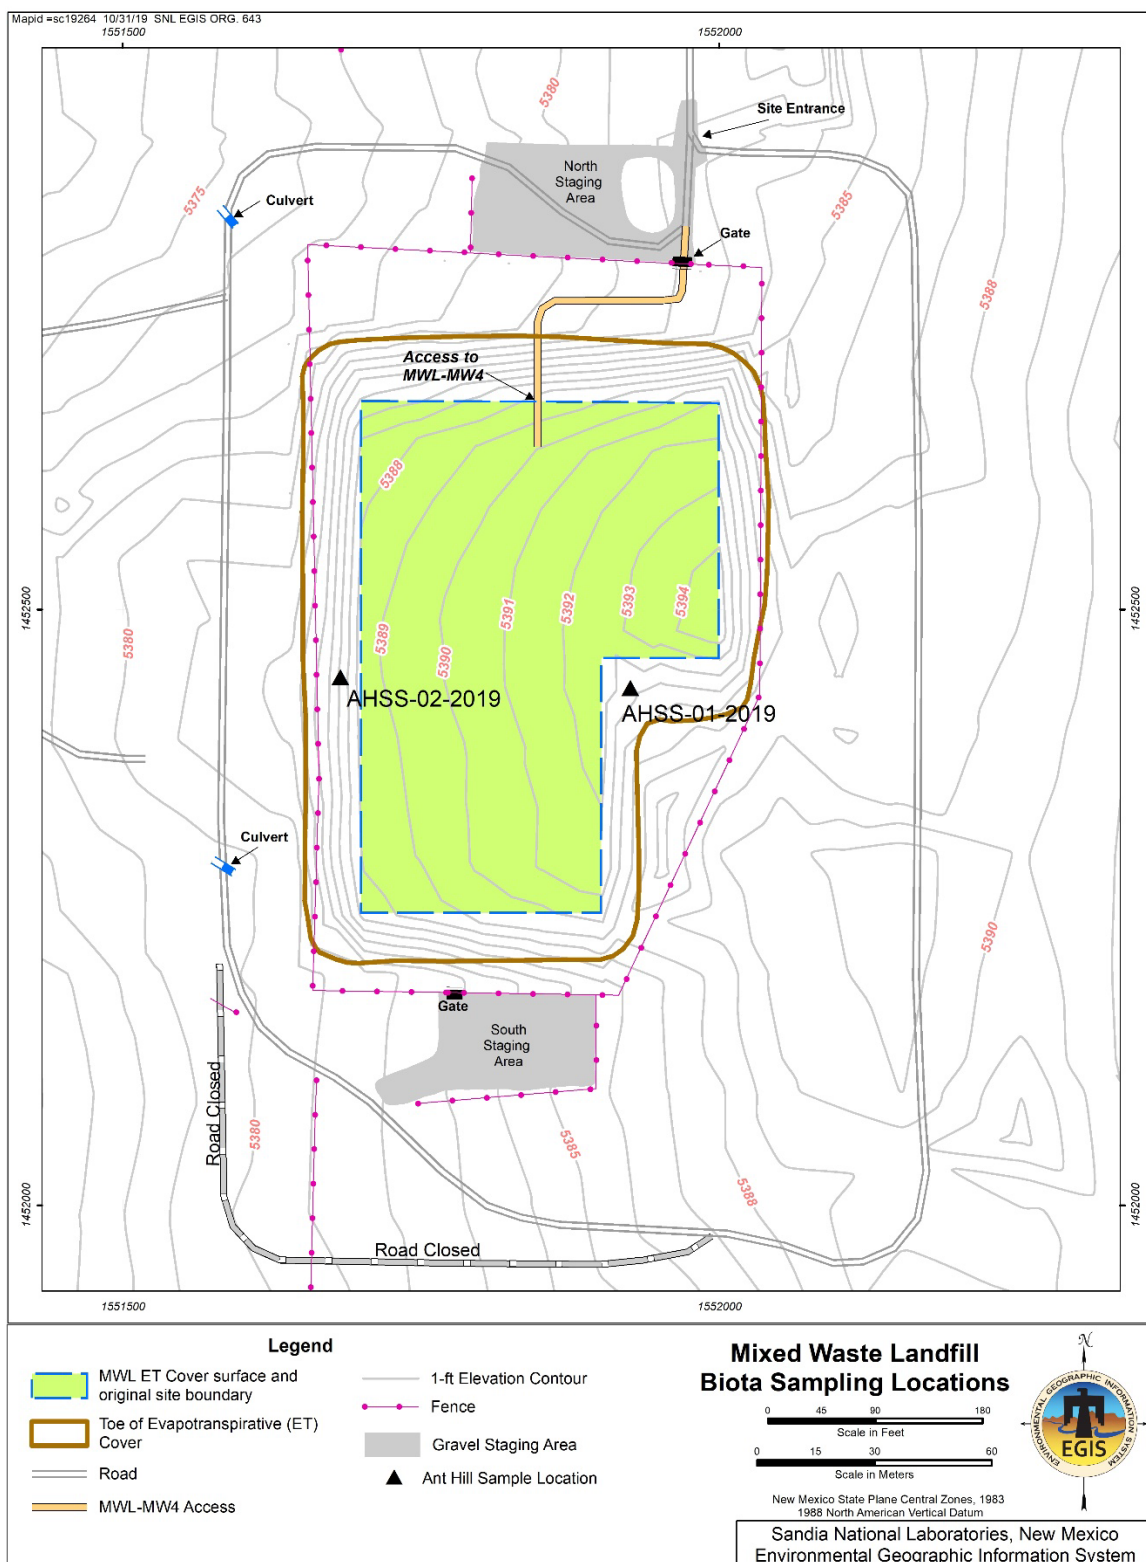 Mapid =sc19264 10/31/19 SNL EGIS ORG. 643
1551500
1552000
5380
Site Entrance
North
Staging
Area
5375
Culvert
5385
Gate
5388
Access to
MWL-MW4
5388
1452500
1452500
5391
5392
5393
5394
5389
5390
5380
AHSS-02-2019
AHSS-01-2019
Culvert
5390
Gate
South
Staging
Area
Road Closed
5380
5385
5388
1452000
1452000
Road Closed
1551500
1552000
Legend
MWL ET Cover surface and
original site boundary
Toe of Evapotranspirative (ET)
Cover
Road
MWL-MW4 Access
1-ft Elevation Contour
Fence
Gravel Staging Area
Ant Hill Sample Location
Mixed Waste Landfill
Biota Sampling Locations
0 45 90 180
Scale in Feet
0 15 30 60
Scale in Meters
New Mexico State Plane Central Zones, 1983
1988 North American Vertical Datum
N
ENVIRONMENTAL GEOGRAPHIC INFORMATION SYSTEM
EGIS
Sandia National Laboratories, New Mexico
Environmental Geographic Information System